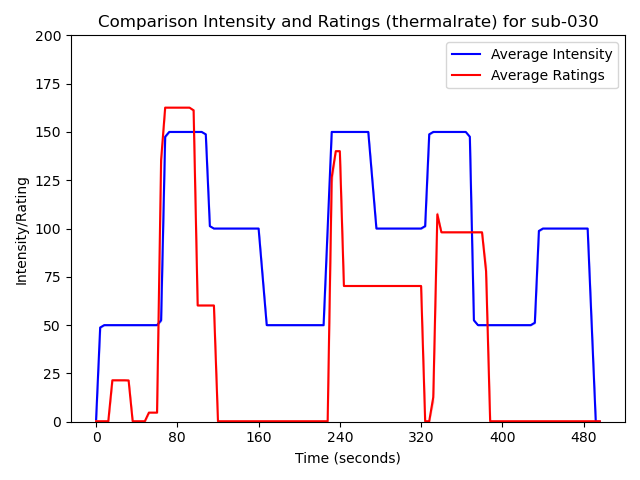 Comparison Intensity and Ratings (thermalrate) for sub-030
Intensity/Rating
200
175
150
125
100
75
50
25
0
Average Intensity
Average Ratings
0 80 160 240 320 400 480
Time (seconds)